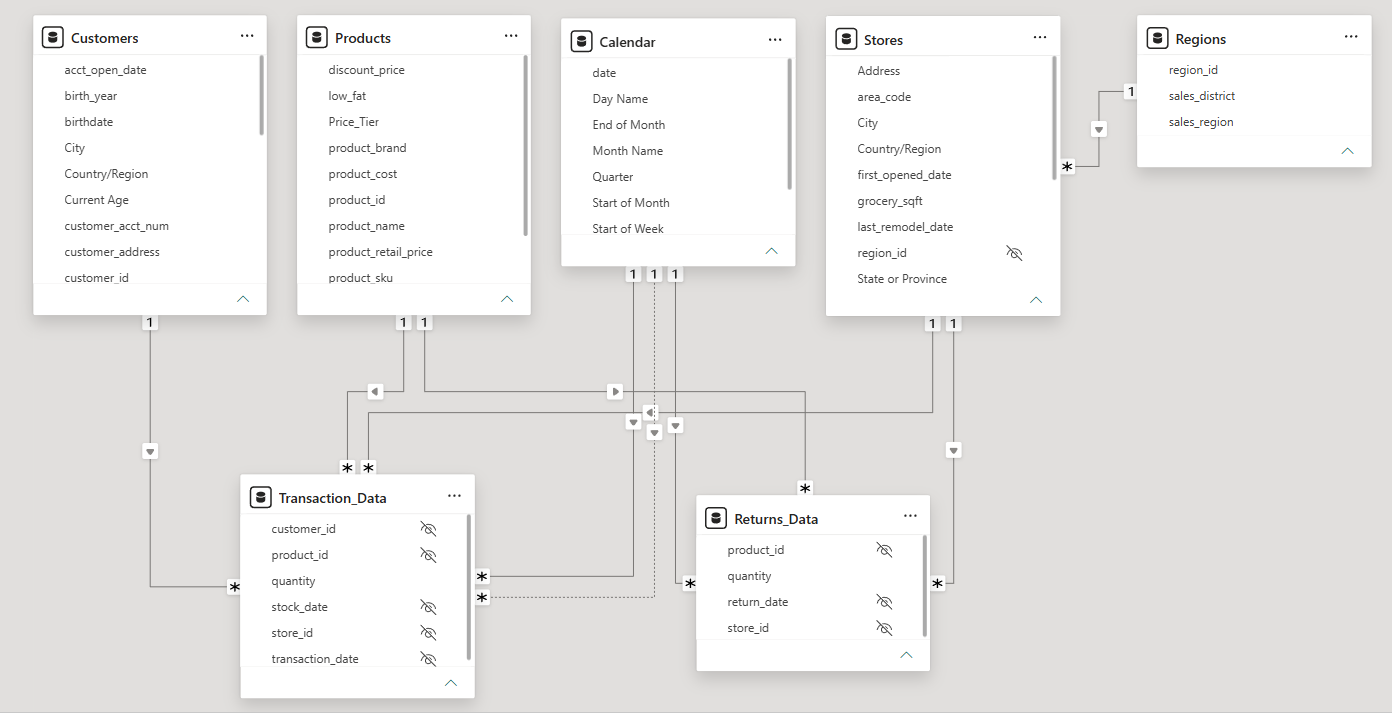 Customers ...
acct_open_date
birth_year
birthdate
City
Country/Region
Current Age
customer_acct_num
customer_address
customer_id
Products ...
discount_price
low_fat
Price_Tier
product_brand
product_cost
product_id
product_name
product_retail_price
product_sku
Calendar ...
date
Day Name
End of Month
Month Name
Quarter
Start of Month
Start of Week
Stores ...
Address
area_code
City
Country/Region
first_opened_date
grocery_sqft
last_remodel_date
region_id
State or Province
Regions ...
region_id
sales_district
sales_region
1
*
1 1 1
1
1 1
1 1
* *
*
Transaction_Data ...
customer_id
product_id
quantity
stock_date
store_id
transaction_date
*
*
*
Returns_Data ...
product_id
quantity
return_date
store_id
*
*